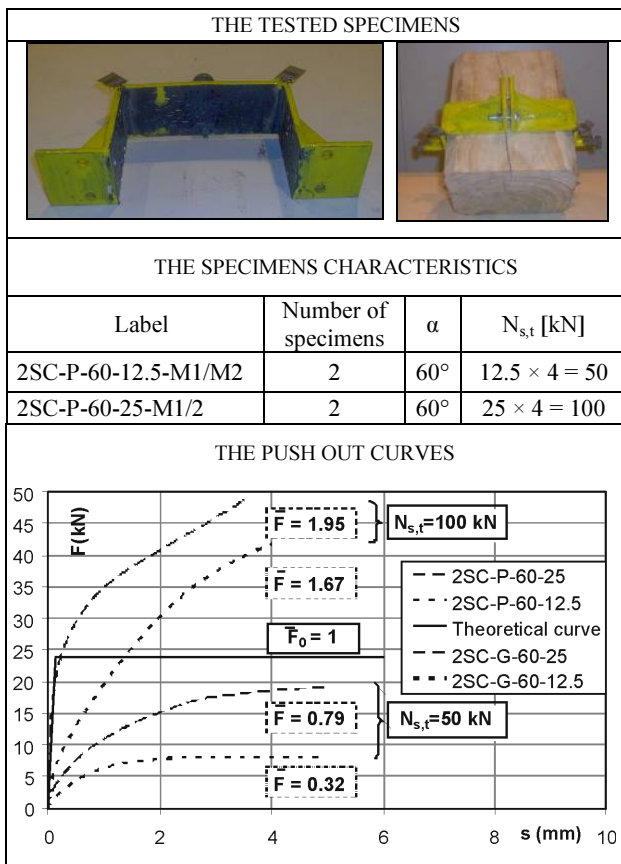 THE TESTED SPECIMENS
THE SPECIMENS CHARACTERISTICS
Label
Number of
specimens
α
Ns,t [kN]
2SC-P-60-12.5-M1/M2
2
60°
12.5 × 4 = 50
2SC-P-60-25-M1/2
2
60°
25 × 4 = 100
THE PUSH OUT CURVES
F(kN)
50
45
40
35
30
25
20
15
10
5
0
F̄ = 1.95
Ns,t=100 kN
F̄ = 1.67
F̄0 = 1
F̄ = 0.79
Ns,t=50 kN
F̄ = 0.32
2SC-P-60-25
2SC-P-60-12.5
Theoretical curve
2SC-G-60-25
2SC-G-60-12.5
0
2
4
6
8
10
s (mm)